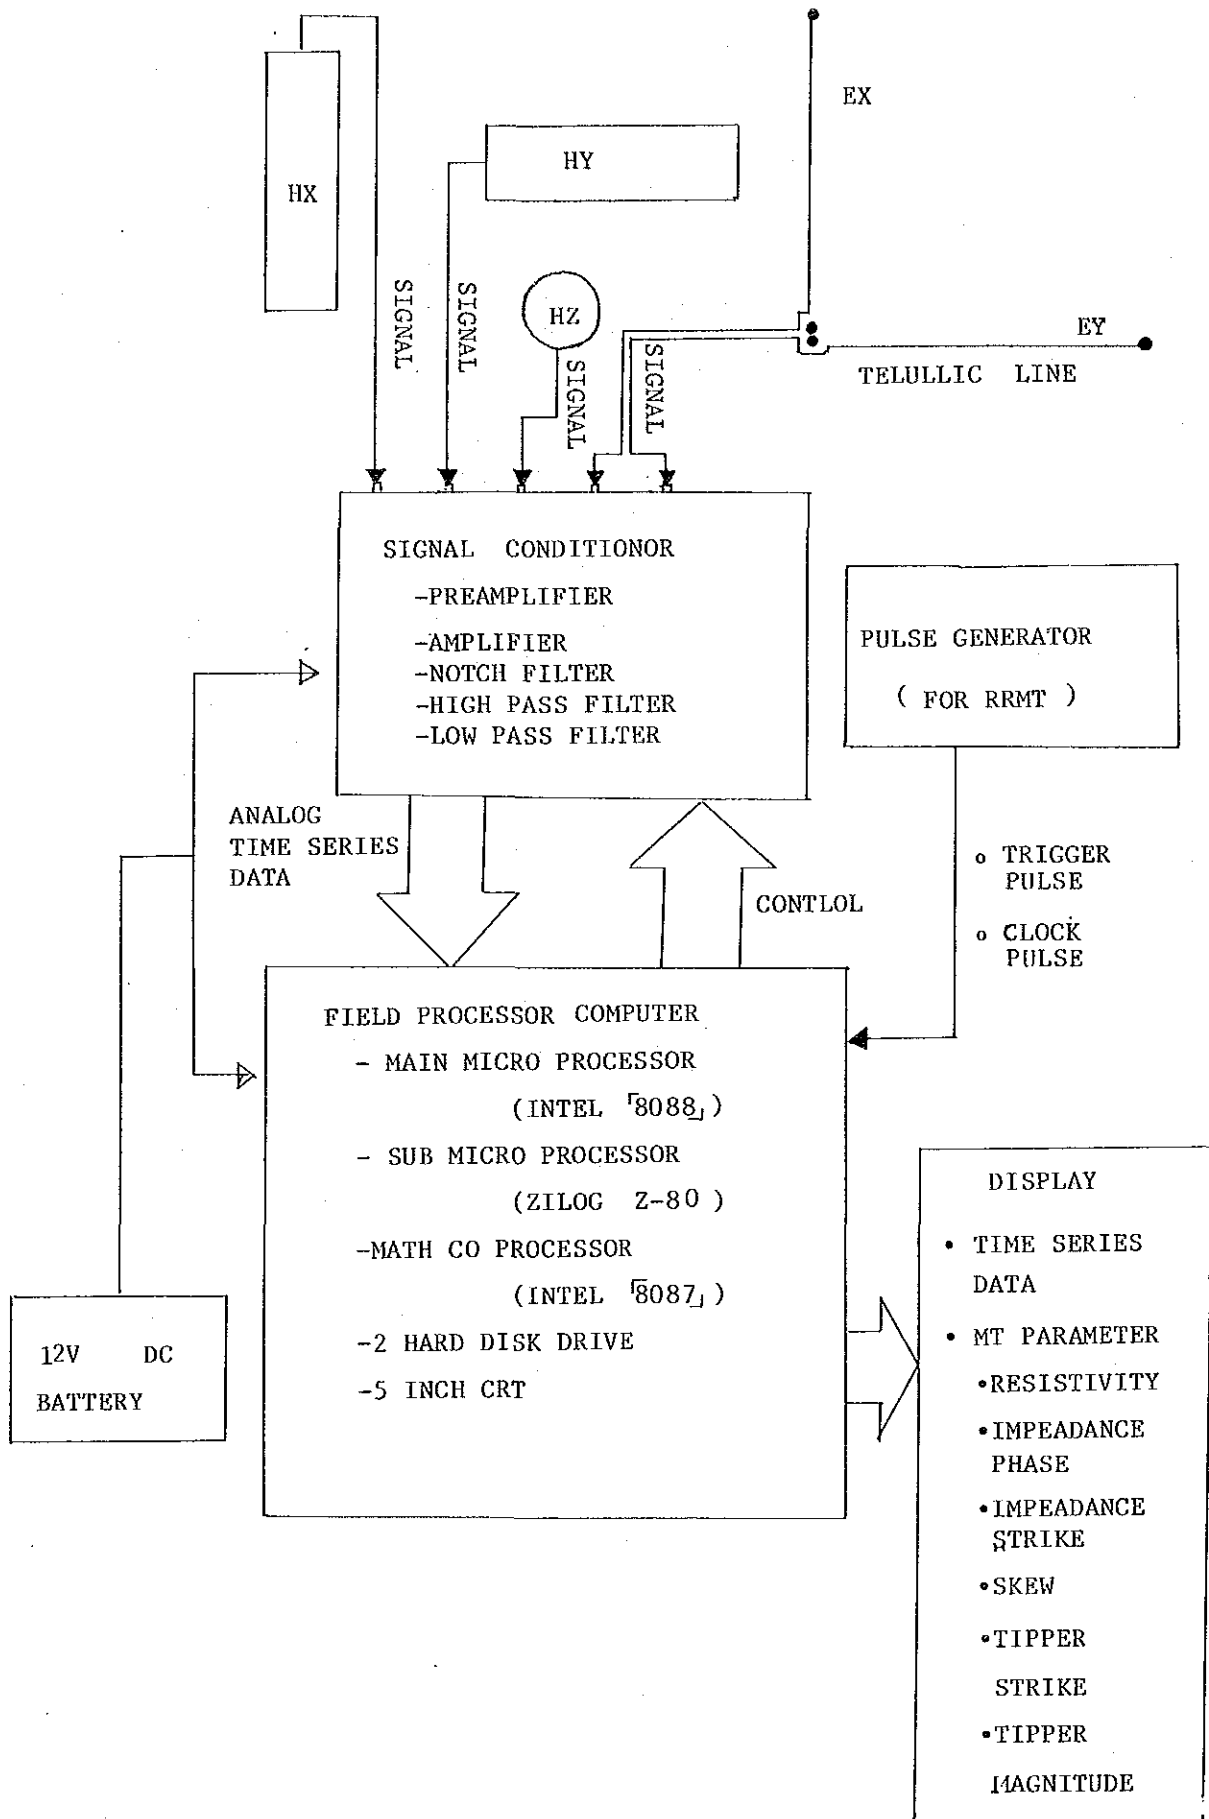 EX
HY
HX
HZ
SIGNAL
SIGNAL
SIGNAL
SIGNAL
EY
TELULLIC LINE
SIGNAL CONDITIONOR
-PREAMPLIFIER
-AMPLIFIER
-NOTCH FILTER
-HIGH PASS FILTER
-LOW PASS FILTER
PULSE GENERATOR
( FOR RRMT )
ANALOG
TIME SERIES
DATA
CONTLOL
o TRIGGER
PULSE
o CLOCK
PULSE
FIELD PROCESSOR COMPUTER
- MAIN MICRO PROCESSOR
(INTEL 「8088」)
- SUB MICRO PROCESSOR
(ZILOG Z-80 )
-MATH CO PROCESSOR
(INTEL 「8087」)
-2 HARD DISK DRIVE
-5 INCH CRT
12V DC
BATTERY
DISPLAY
• TIME SERIES
DATA
• MT PARAMETER
•RESISTIVITY
•IMPEADANCE
PHASE
•IMPEADANCE
STRIKE
•SKEW
•TIPPER
STRIKE
•TIPPER
MAGNITUDE